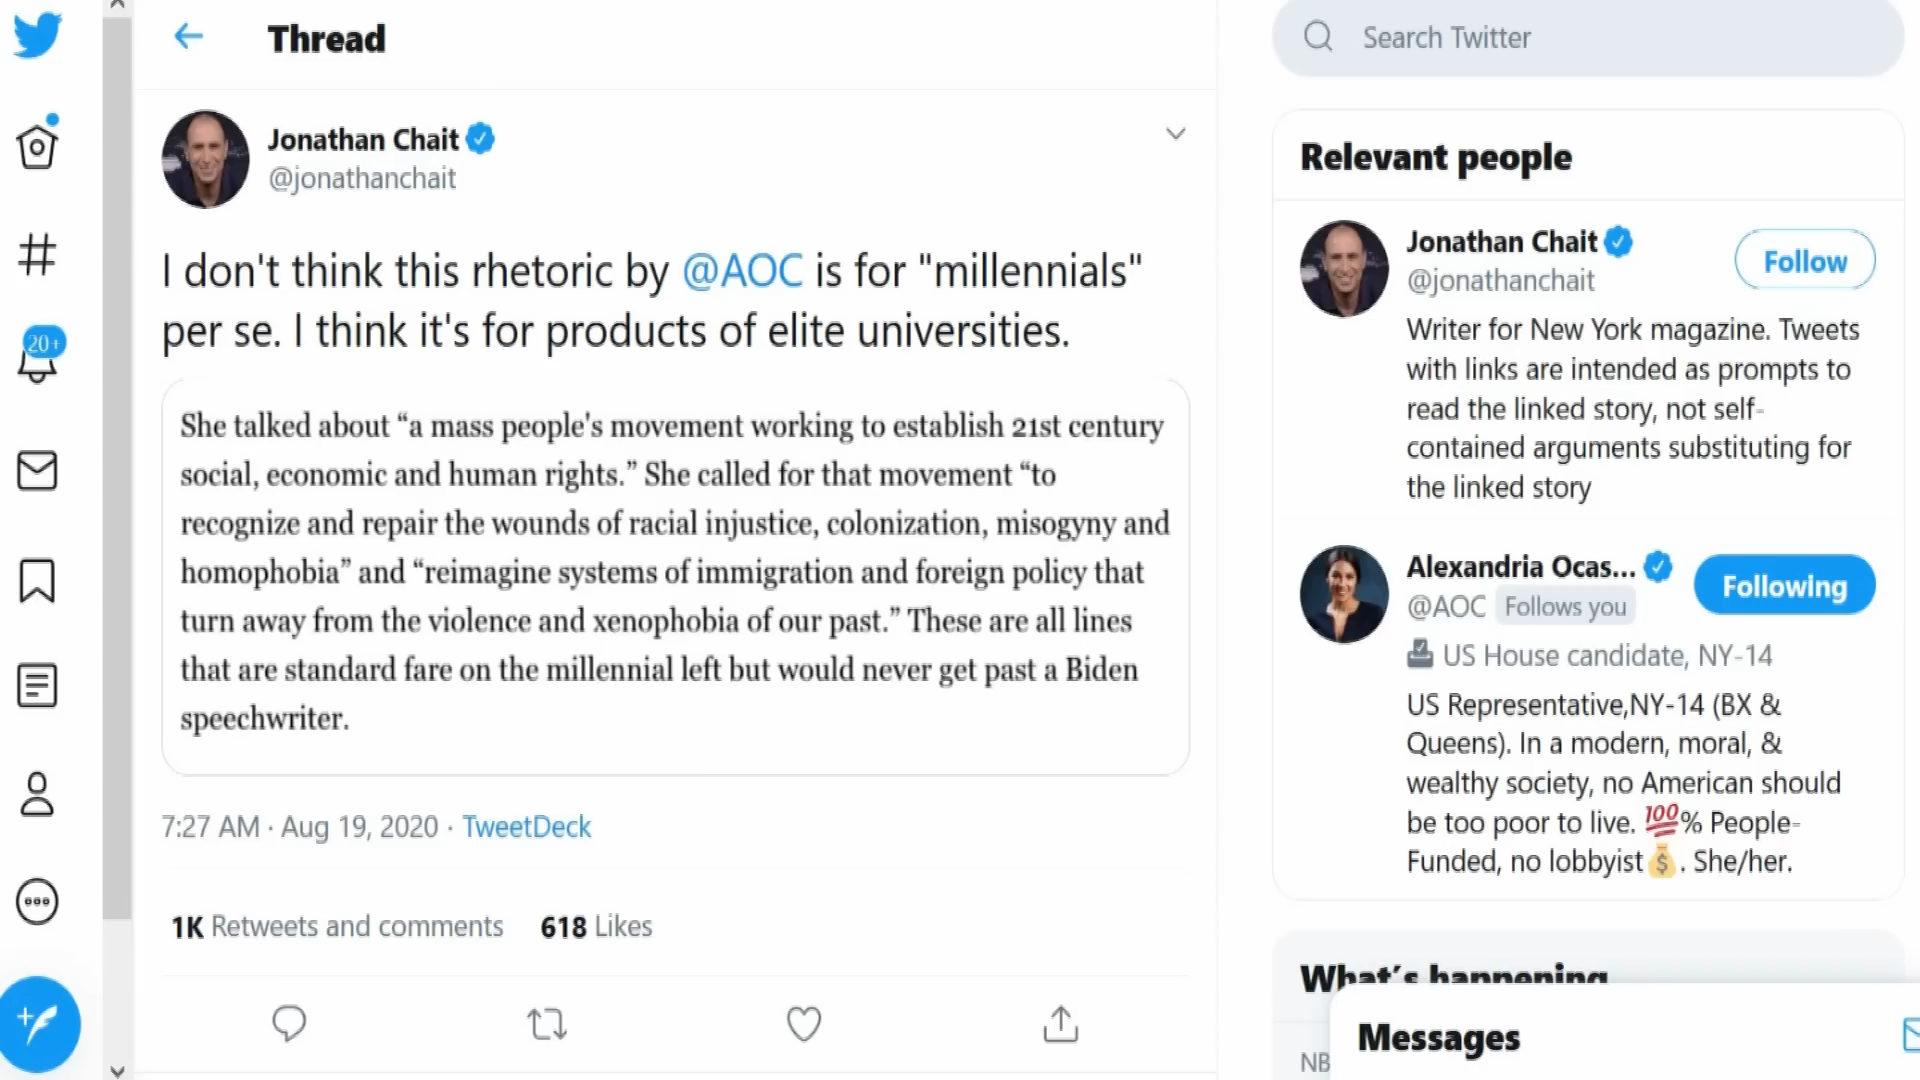 Thread
Jonathan Chait
@jonathanchait
I don't think this rhetoric by @AOC is for "millennials"
per se. I think it's for products of elite universities.
She talked about “a mass people's movement working to establish 21st century
social, economic and human rights.” She called for that movement “to
recognize and repair the wounds of racial injustice, colonization, misogyny and
homophobia” and “reimagine systems of immigration and foreign policy that
turn away from the violence and xenophobia of our past.” These are all lines
that are standard fare on the millennial left but would never get past a Biden
speechwriter.
7:27 AM · Aug 19, 2020 · TweetDeck
1K Retweets and comments 618 Likes
20+
Search Twitter
Relevant people
Jonathan Chait
@jonathanchait
Follow
Writer for New York magazine. Tweets
with links are intended as prompts to
read the linked story, not self-
contained arguments substituting for
the linked story
Alexandria Ocas...
@AOC Follows you
Following
US House candidate, NY-14
US Representative,NY-14 (BX &
Queens). In a modern, moral, &
wealthy society, no American should
be too poor to live. 💯% People-
Funded, no lobbyist💰. She/her.
What's happening
NB
Messages